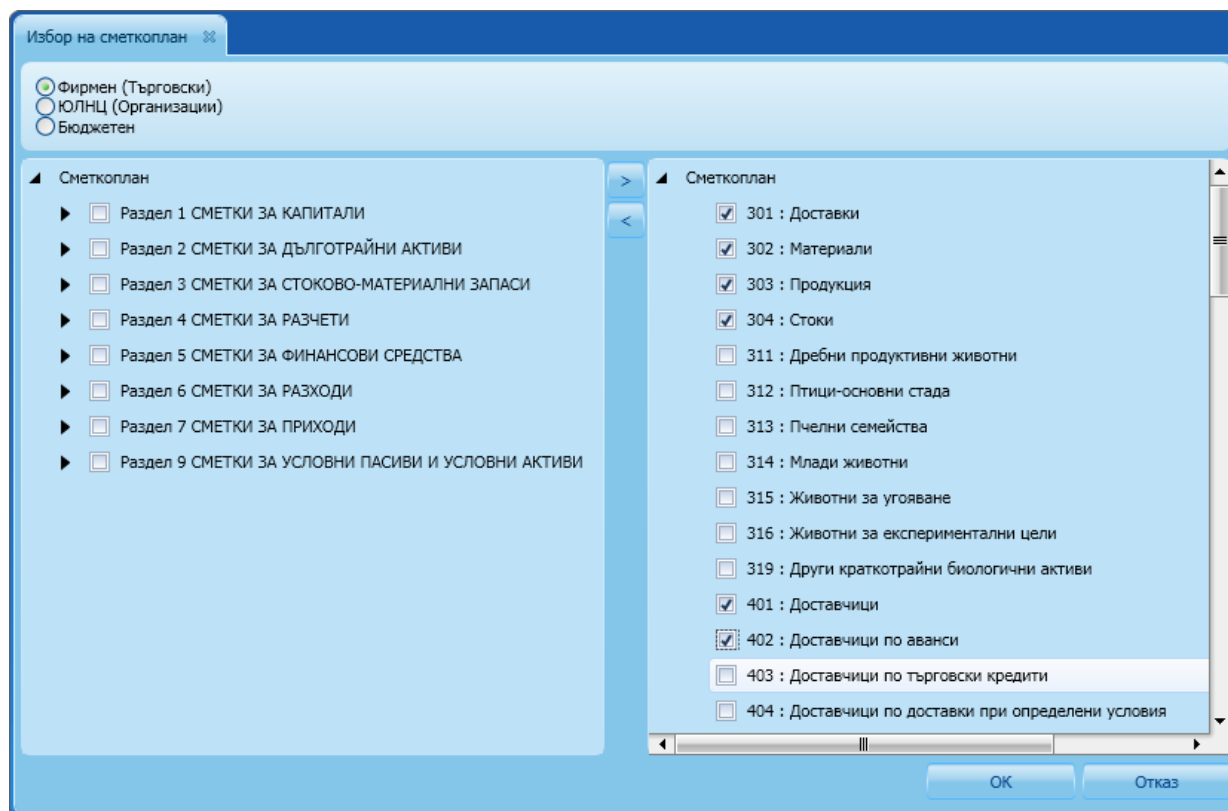 Избор на сметкоплан
Фирмен (Търговски)
ЮЛНЦ (Организации)
Бюджетен
Сметкоплан
Раздел 1 СМЕТКИ ЗА КАПИТАЛИ
Раздел 2 СМЕТКИ ЗА ДЪЛГОТРАЙНИ АКТИВИ
Раздел 3 СМЕТКИ ЗА СТОКОВО-МАТЕРИАЛНИ ЗАПАСИ
Раздел 4 СМЕТКИ ЗА РАЗЧЕТИ
Раздел 5 СМЕТКИ ЗА ФИНАНСОВИ СРЕДСТВА
Раздел 6 СМЕТКИ ЗА РАЗХОДИ
Раздел 7 СМЕТКИ ЗА ПРИХОДИ
Раздел 9 СМЕТКИ ЗА УСЛОВНИ ПАСИВИ И УСЛОВНИ АКТИВИ
>
<
Сметкоплан
301 : Доставки
302 : Материали
303 : Продукция
304 : Стоки
311 : Дребни продуктивни животни
312 : Птици-основни стада
313 : Пчелни семейства
314 : Млади животни
315 : Животни за угояване
316 : Животни за експериментални цели
319 : Други краткотрайни биологични активи
401 : Доставчици
402 : Доставчици по аванси
403 : Доставчици по търговски кредити
404 : Доставчици по доставки при определени условия
ОК
Отказ